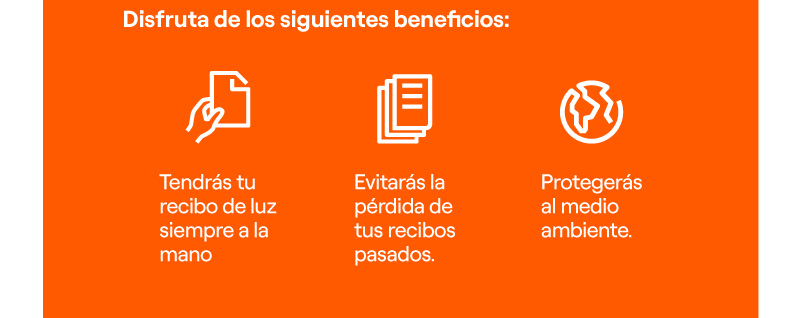 Disfruta de los siguientes beneficios:
Tendrás tu
recibo de luz
siempre a la
mano
Evitarás la
pérdida de
tus recibos
pasados.
Protegerás
al medio
ambiente.